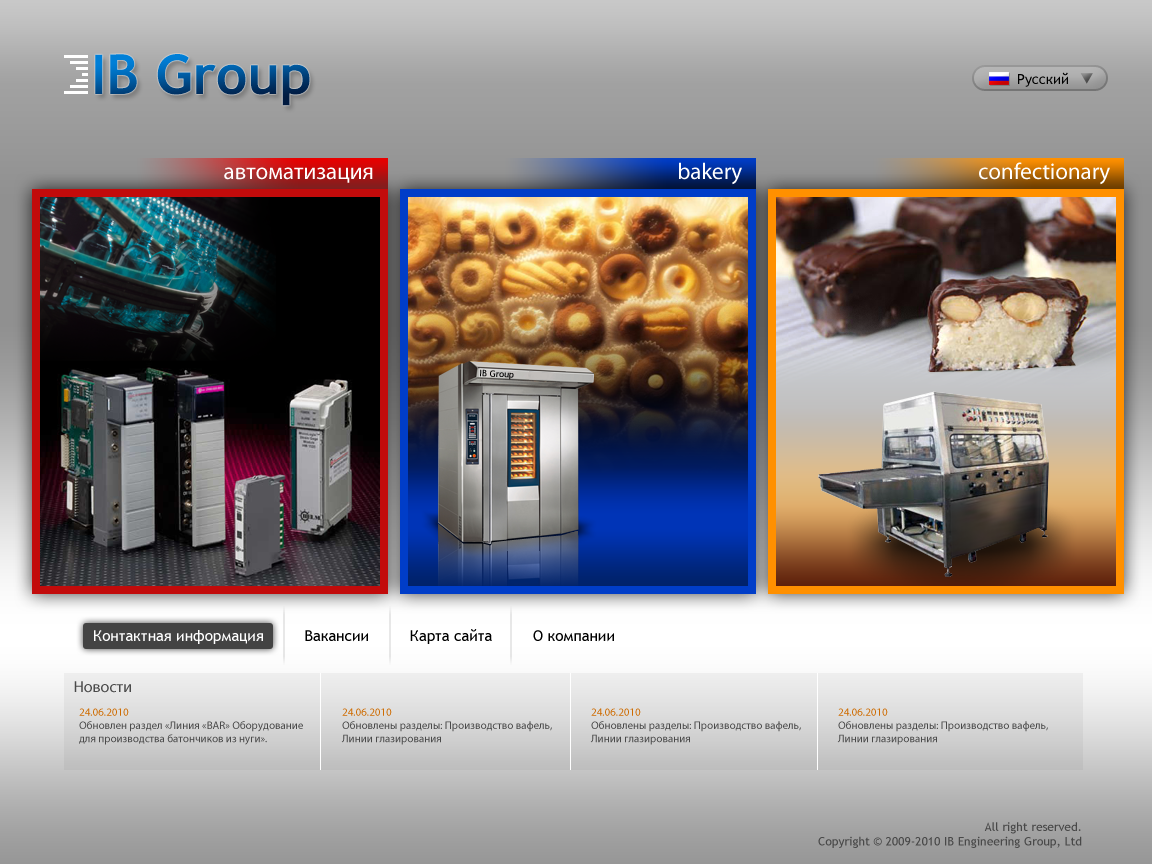 IB Group
Русский
автоматизация
bakery
confectionary
IB Group
Контактная информация
Вакансии
Карта сайта
О компании
Новости
24.06.2010
Обновлен раздел «Линия «BAR» Оборудование
для производства батончиков из нуги».
24.06.2010
Обновлены разделы: Производство вафель,
Линии глазирования
24.06.2010
Обновлены разделы: Производство вафель,
Линии глазирования
24.06.2010
Обновлены разделы: Производство вафель,
Линии глазирования
All right reserved.
Copyright © 2009-2010 IB Engineering Group, Ltd